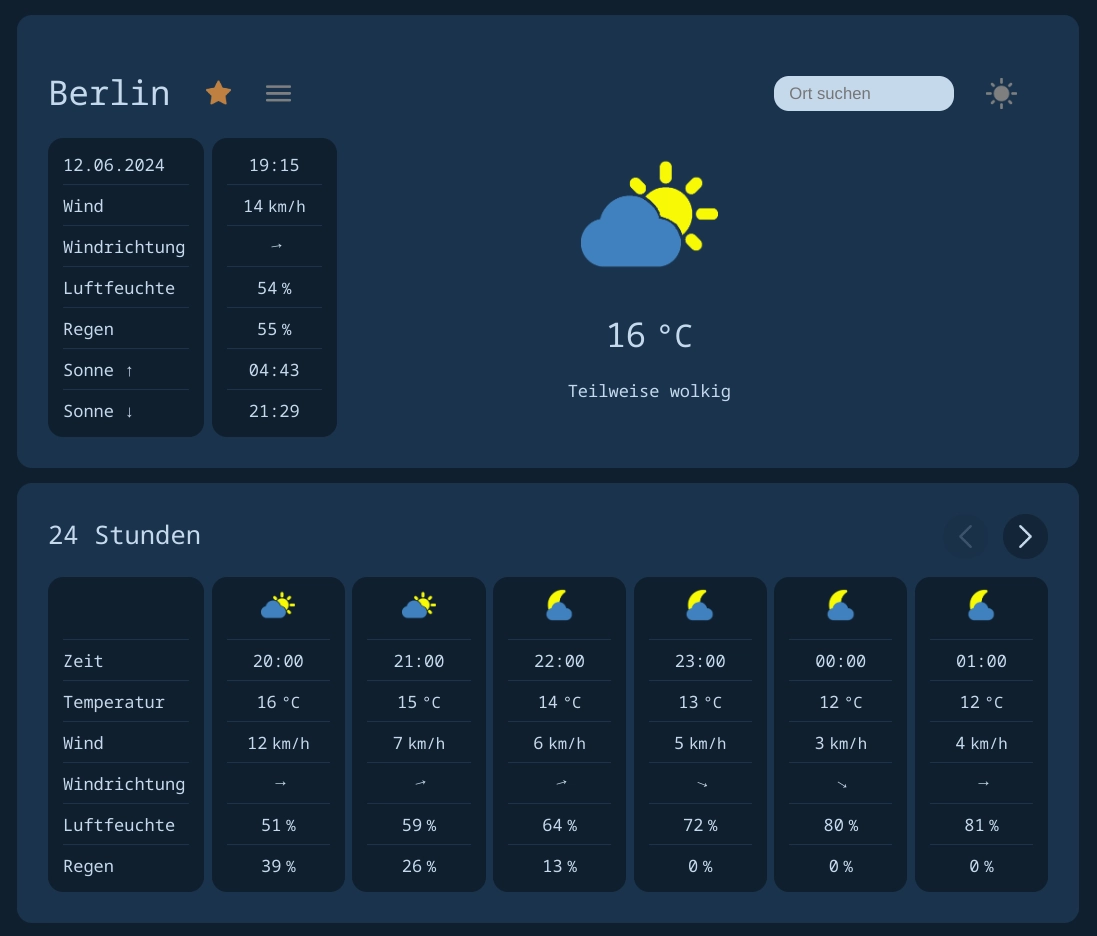 Berlin
Ort suchen
12.06.2024 19:15
Wind 14 km/h
Windrichtung →
Luftfeuchte 54 %
Regen 55 %
Sonne ↑ 04:43
Sonne ↓ 21:29
16 °C
Teilweise wolkig
24 Stunden
Zeit 20:00 21:00 22:00 23:00 00:00 01:00
Temperatur 16 °C 15 °C 14 °C 13 °C 12 °C 12 °C
Wind 12 km/h 7 km/h 6 km/h 5 km/h 3 km/h 4 km/h
Windrichtung → → → → → →
Luftfeuchte 51 % 59 % 64 % 72 % 80 % 81 %
Regen 39 % 26 % 13 % 0 % 0 % 0 %